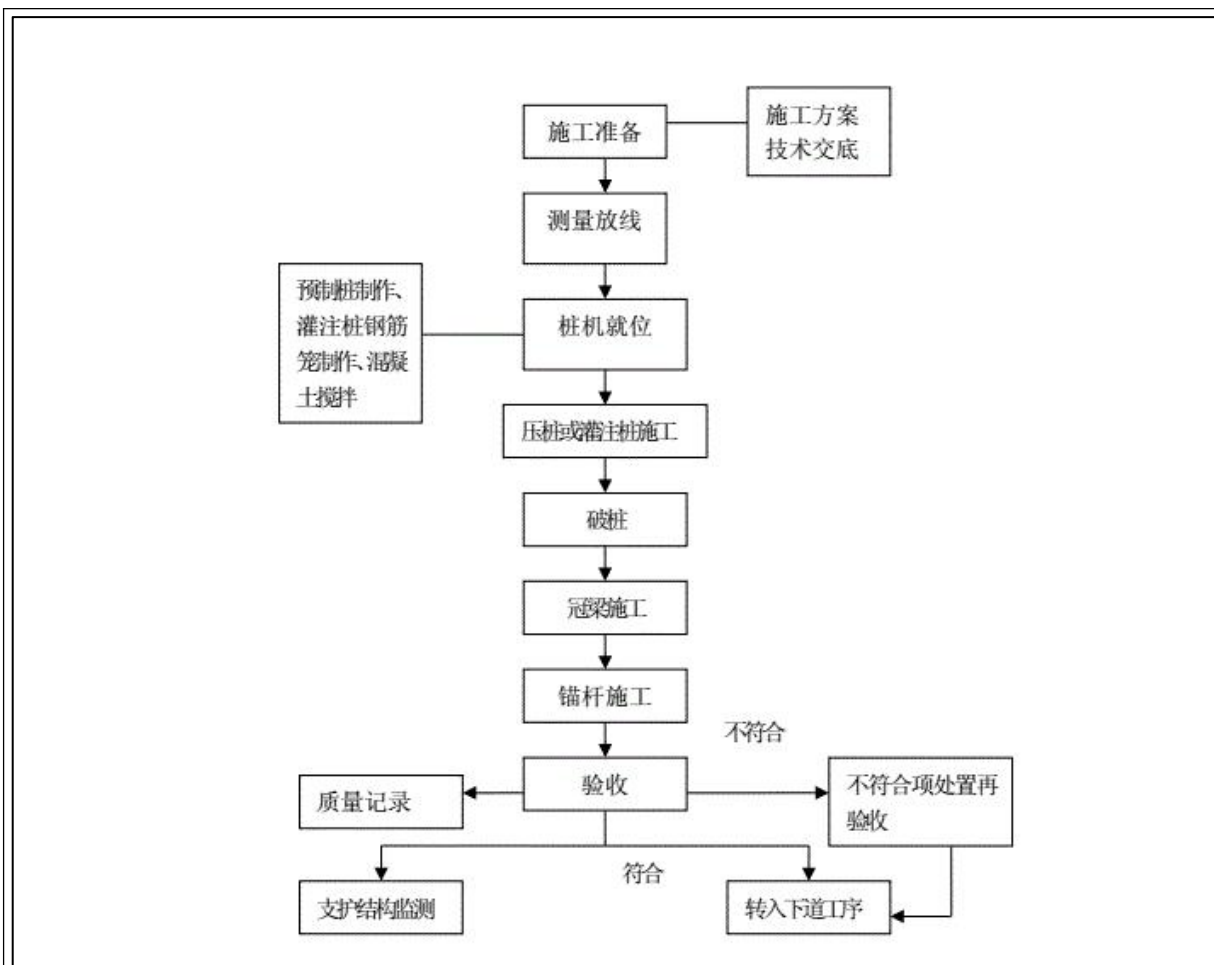 施工准备
施工方案
技术交底
测量放线
预制桩制作、
灌注桩钢筋
笼制作、混凝
土搅拌
桩机就位
压桩或灌注桩施工
破桩
冠梁施工
锚杆施工
不符合
验收
质量记录
不符合项处置再
验收
符合
支护结构监测
转入下道工序